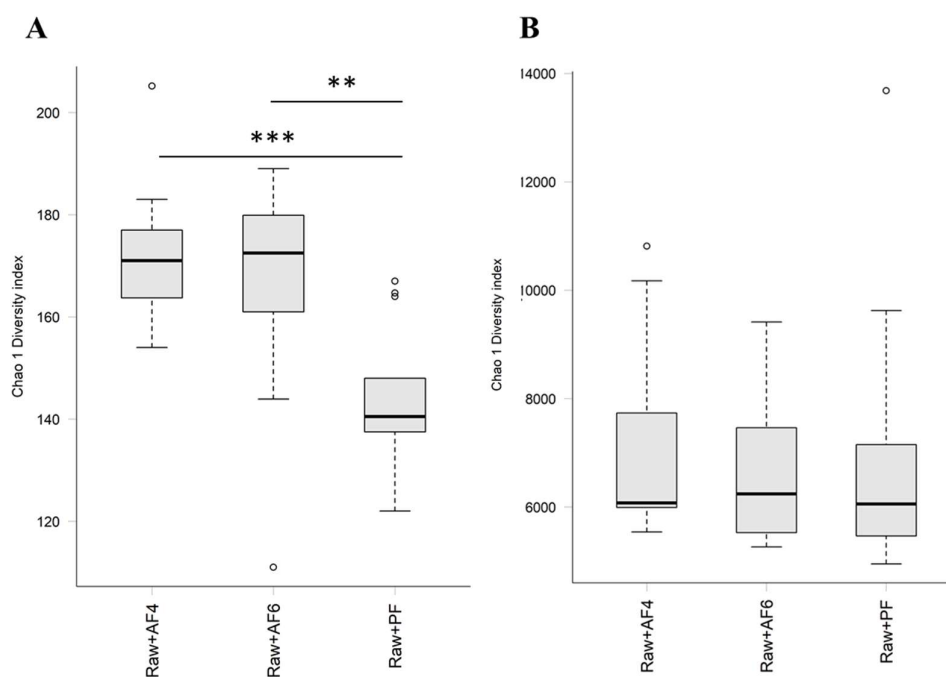 A
B
Chao 1 Diversity index
200
180
160
140
120
**
***
Raw+AF4
Raw+AF6
Raw+PF
Chao 1 Diversity index
14000
12000
10000
8000
6000
Raw+AF4
Raw+AF6
Raw+PF